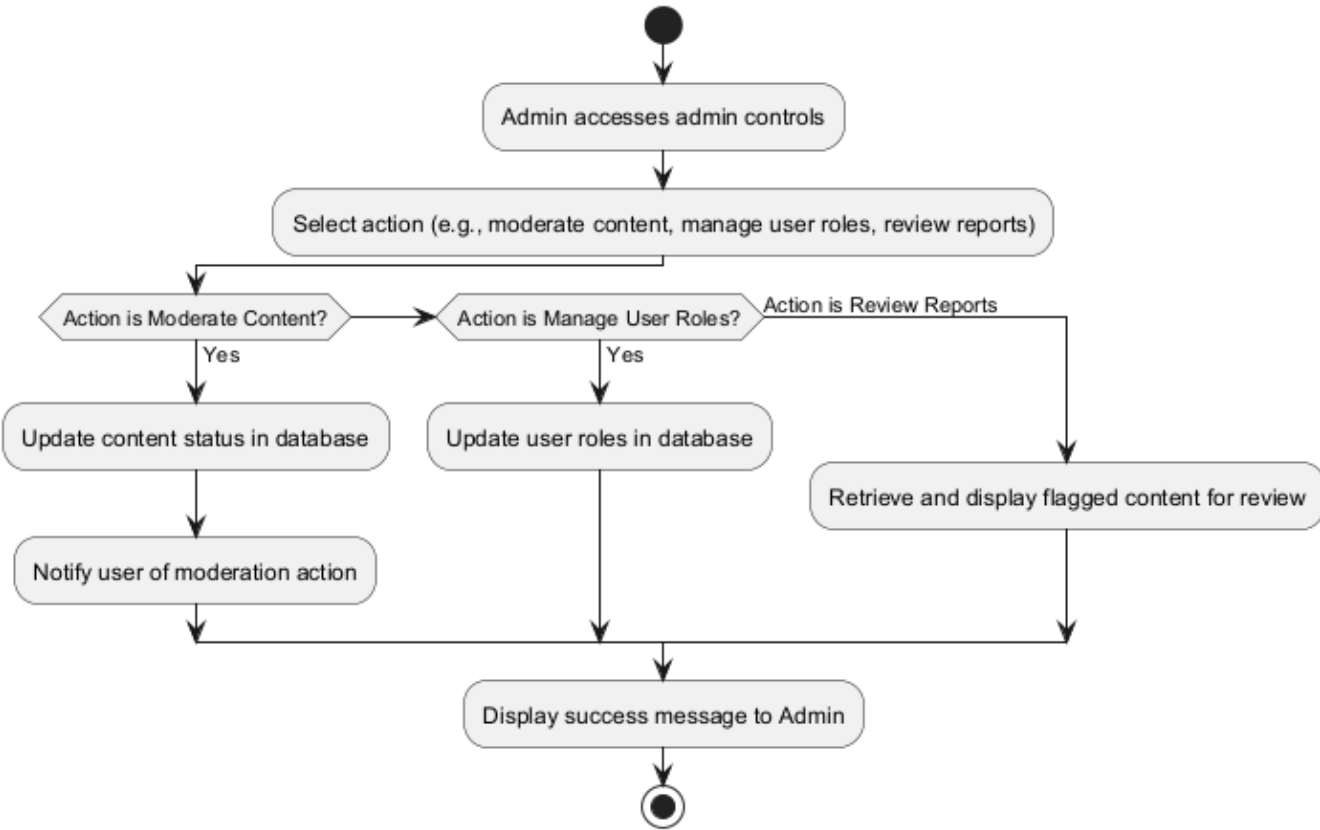 Admin accesses admin controls
Select action (e.g., moderate content, manage user roles, review reports)
Action is Moderate Content?
Action is Manage User Roles?
Action is Review Reports
Yes
Yes
Update content status in database
Update user roles in database
Retrieve and display flagged content for review
Notify user of moderation action
Display success message to Admin